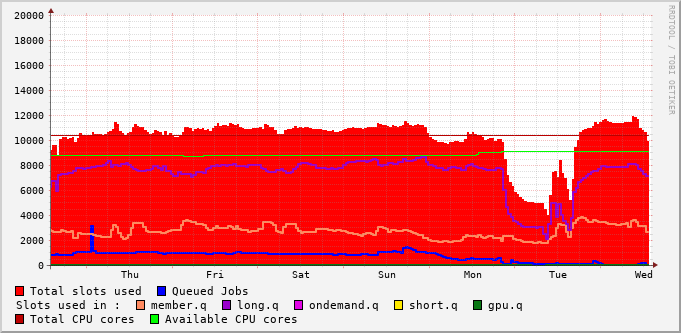 20000
18000
16000
14000
12000
10000
8000
6000
4000
2000
0
Thu Fri Sat Sun Mon Tue Wed
RRDTOOL / TOBI OETIKER
Total slots used Queued Jobs
Slots used in : member.q long.q ondemand.q short.q gpu.q
Total CPU cores Available CPU cores